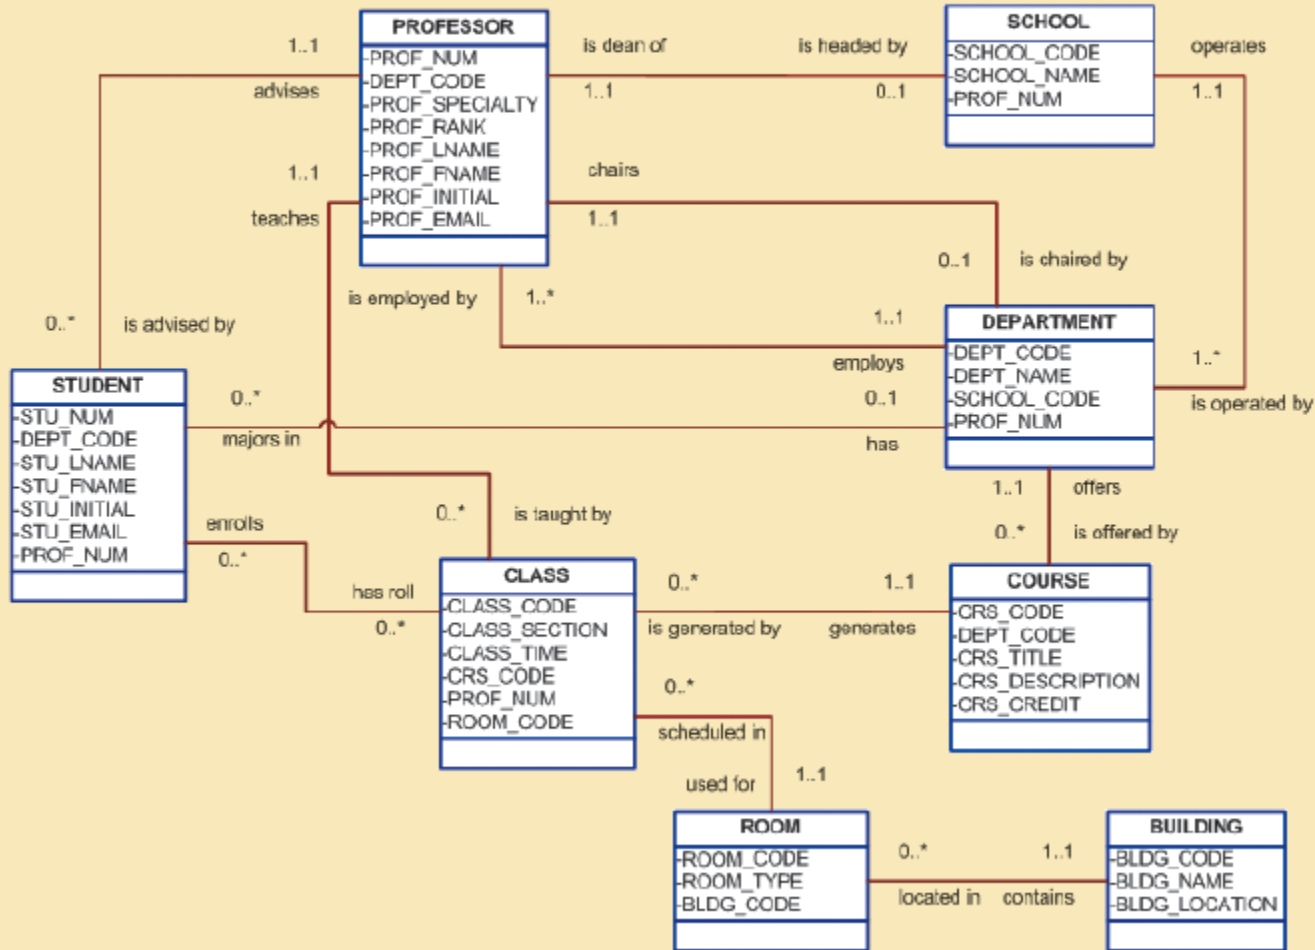 PROFESSOR
-PROF_NUM
-DEPT_CODE
-PROF_SPECIALTY
-PROF_RANK
-PROF_LNAME
-PROF_FNAME
-PROF_INITIAL
-PROF_EMAIL
SCHOOL
-SCHOOL_CODE
-SCHOOL_NAME
-PROF_NUM
1..1
advises
is dean of
1..1
is headed by
0..1
operates
1..1
1..1
teaches
chairs
1..1
0..1
is chaired by
is employed by
1..*
1..1
employs
0..*
is advised by
DEPARTMENT
-DEPT_CODE
-DEPT_NAME
-SCHOOL_CODE
-PROF_NUM
1..*
is operated by
STUDENT
-STU_NUM
-DEPT_CODE
-STU_LNAME
-STU_FNAME
-STU_INITIAL
-STU_EMAIL
-PROF_NUM
0..*
majors in
0..1
has
1..1
offers
0..*
is offered by
0..*
is taught by
enrolls
0..*
has roll
0..*
CLASS
-CLASS_CODE
-CLASS_SECTION
-CLASS_TIME
-CRS_CODE
-PROF_NUM
-ROOM_CODE
0..*
is generated by
1..1
generates
COURSE
-CRS_CODE
-DEPT_CODE
-CRS_TITLE
-CRS_DESCRIPTION
-CRS_CREDIT
0..*
scheduled in
used for
1..1
ROOM
-ROOM_CODE
-ROOM_TYPE
-BLDG_CODE
0..*
located in
1..1
contains
BUILDING
-BLDG_CODE
-BLDG_NAME
-BLDG_LOCATION